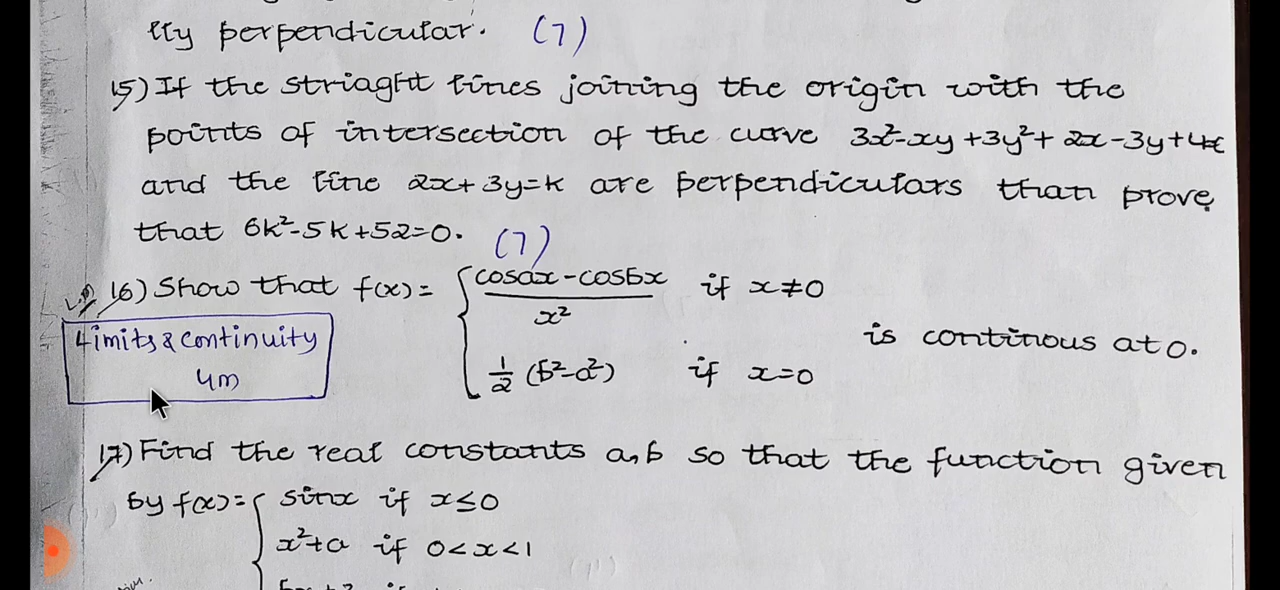 lly perpendicular. (7)
15) If the striaght lines joining the origin with the
points of intersection of the curve 3x²-xy+3y²+2x-3y+4
and the line 2x+3y=k are perpendiculars than prove
that 6k²-5k+52=0. (7)
16) Show that f(x) = { cosax-cosbx / x² if x≠0
Limits & continuity
4m
1/2 (b²-a²) if x=0
is continous at 0.
17) Find the real constants a,b so that the function given
by f(x)={ sinx if x≤0
x²+a if 0<x<1